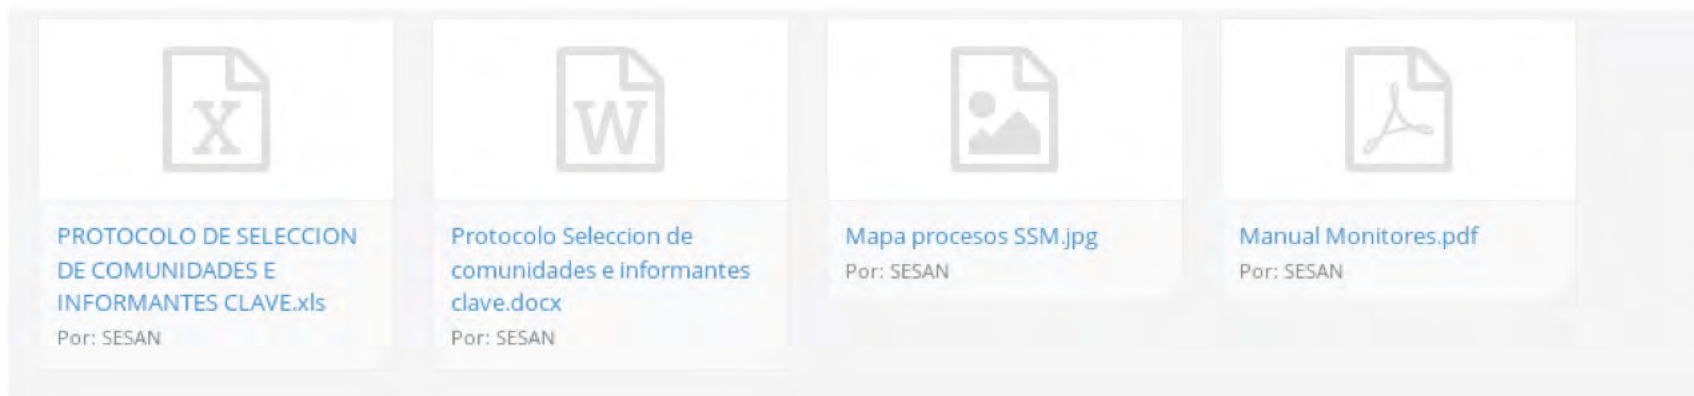 PROTOCOLO DE SELECCION
DE COMUNIDADES E
INFORMANTES CLAVE.xls
Por: SESAN
Protocolo Seleccion de
comunidades e informantes
clave.docx
Por: SESAN
Mapa procesos SSM.jpg
Por: SESAN
Manual Monitores.pdf
Por: SESAN